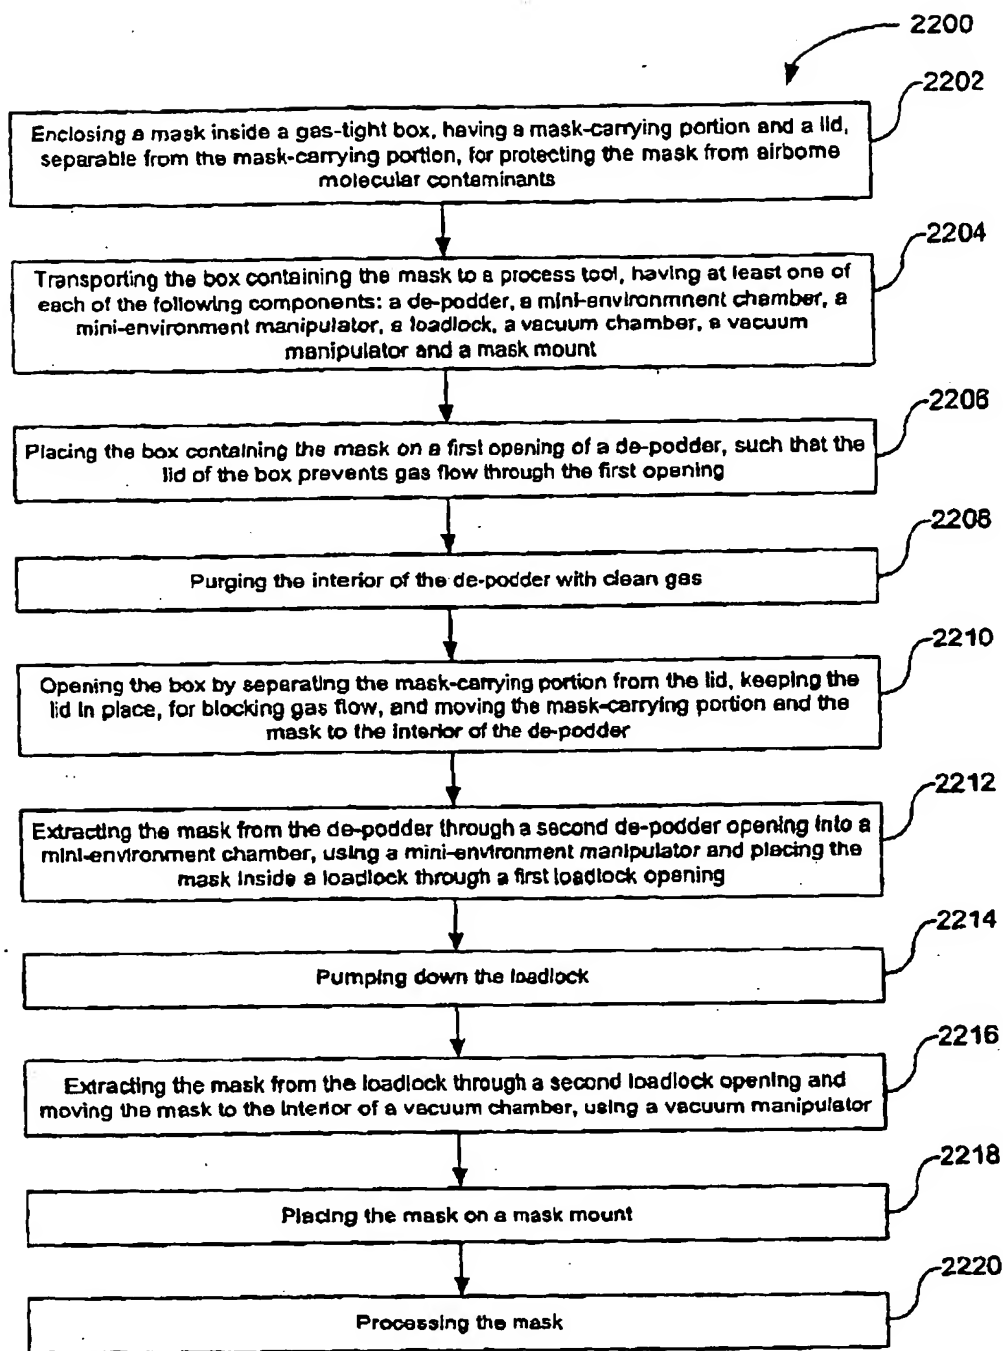 2200
2202
Enclosing a mask inside a gas-tight box, having a mask-carrying portion and a lid,
separable from the mask-carrying portion, for protecting the mask from airborne
molecular contaminants
2204
Transporting the box containing the mask to a process tool, having at least one of
each of the following components: a de-podder, a mini-environmnent chamber, a
mini-environment manipulator, a loadlock, a vacuum chamber, a vacuum
manipulator and a mask mount
2206
Placing the box containing the mask on a first opening of a de-podder, such that the
lid of the box prevents gas flow through the first opening
2208
Purging the interior of the de-podder with clean gas
2210
Opening the box by separating the mask-carrying portion from the lid, keeping the
lid in place, for blocking gas flow, and moving the mask-carrying portion and the
mask to the interior of the de-podder
2212
Extracting the mask from the de-podder through a second de-podder opening into a
mini-environment chamber, using a mini-environment manipulator and placing the
mask inside a loadlock through a first loadlock opening
2214
Pumping down the loadlock
2216
Extracting the mask from the loadlock through a second loadlock opening and
moving the mask to the interior of a vacuum chamber, using a vacuum manipulator
2218
Placing the mask on a mask mount
2220
Processing the mask